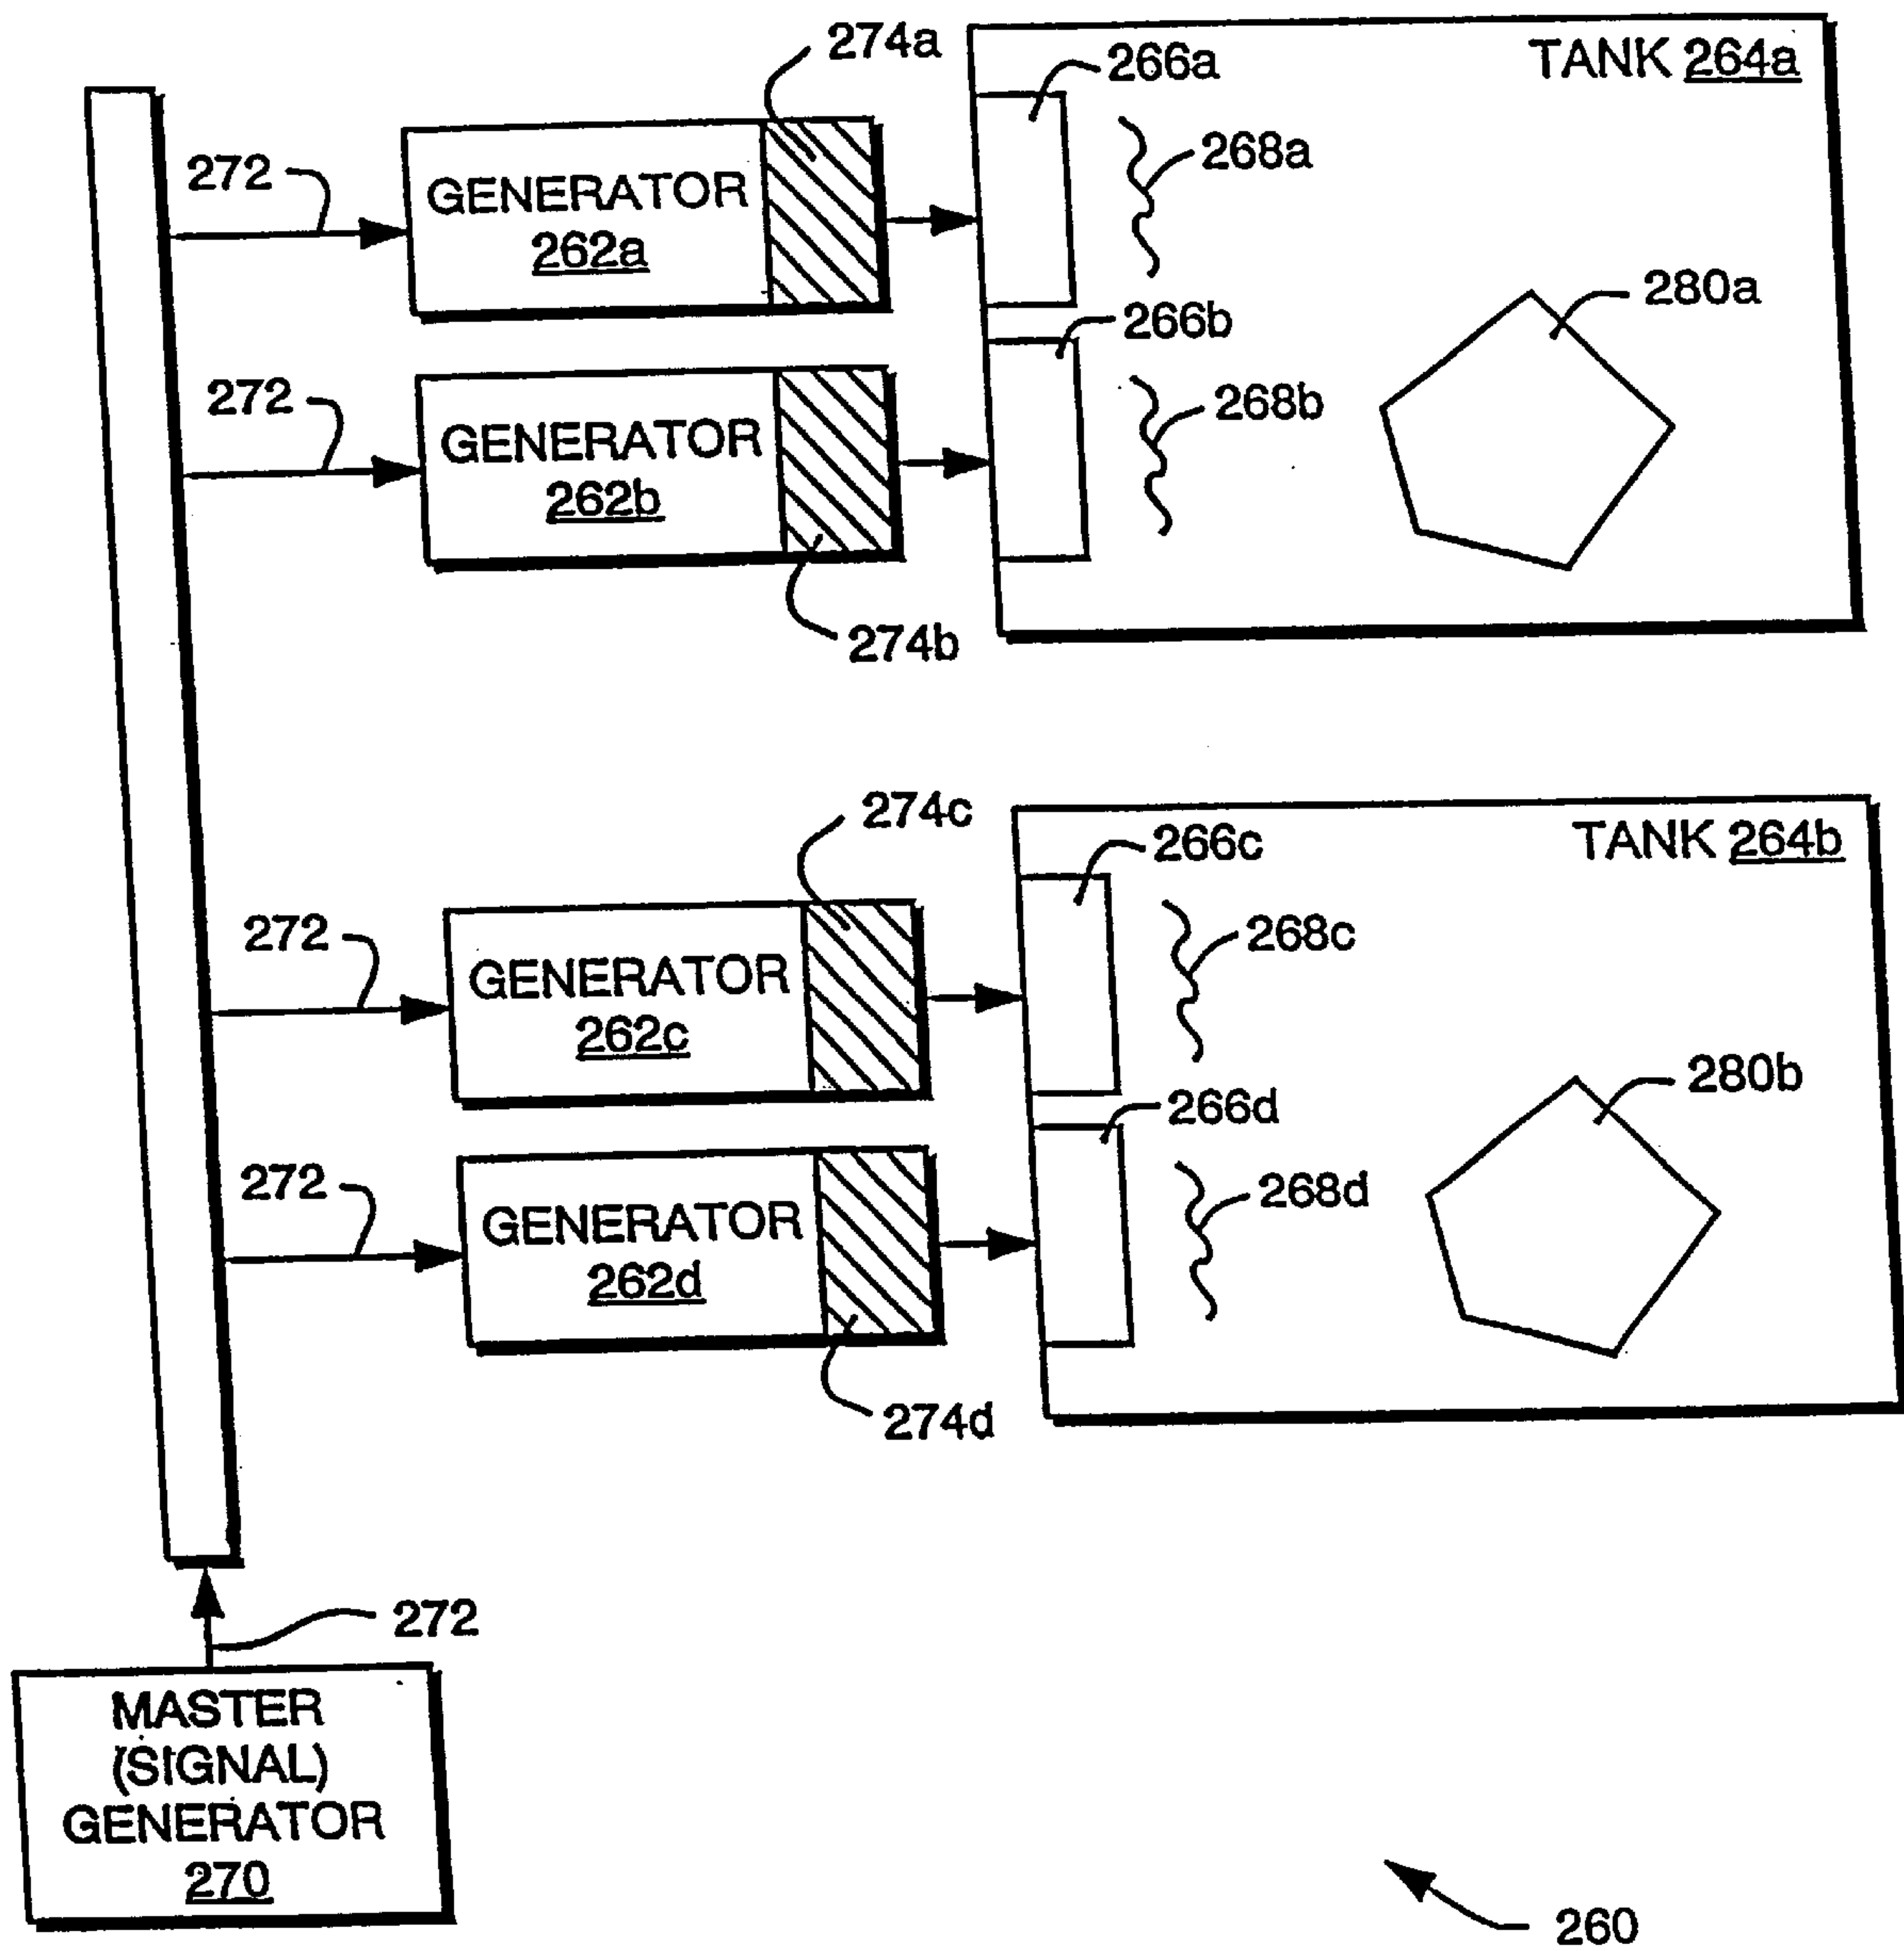 274a
TANK 264a
266a
268a
272
GENERATOR
262a
280a
266b
272
268b
GENERATOR
262b
274b
274c
TANK 264b
266c
272
268c
GENERATOR
262c
280b
266d
272
268d
GENERATOR
262d
274d
272
MASTER
(SIGNAL)
GENERATOR
270
260